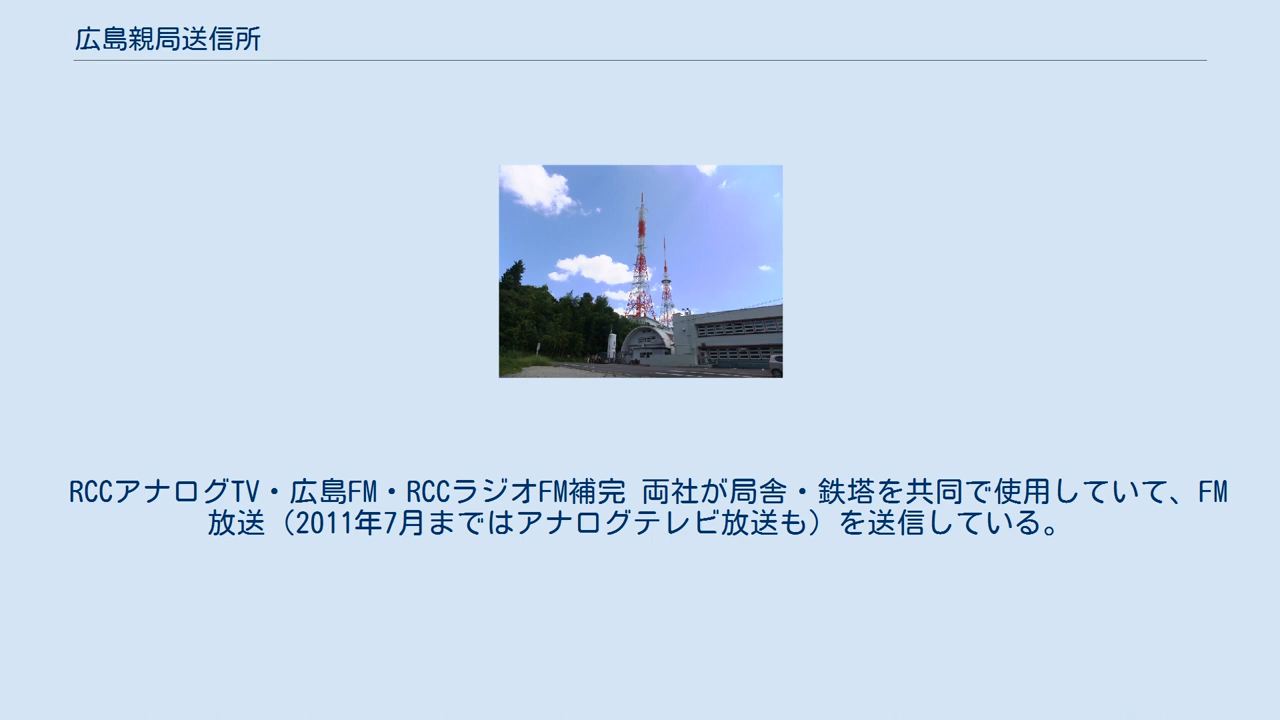 広島親局送信所
RCCアナログTV・広島FM・RCCラジオFM補完 両社が局舎・鉄塔を共同で使用していて、FM
放送（2011年7月まではアナログテレビ放送も）を送信している。